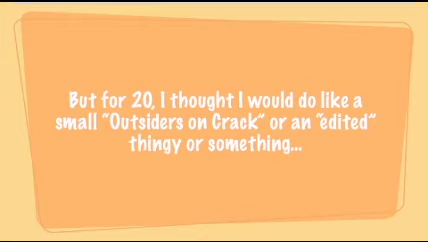 But for 20, I thought I would do like a
small “Outsiders on Crack” or an “edited”
thingy or something...